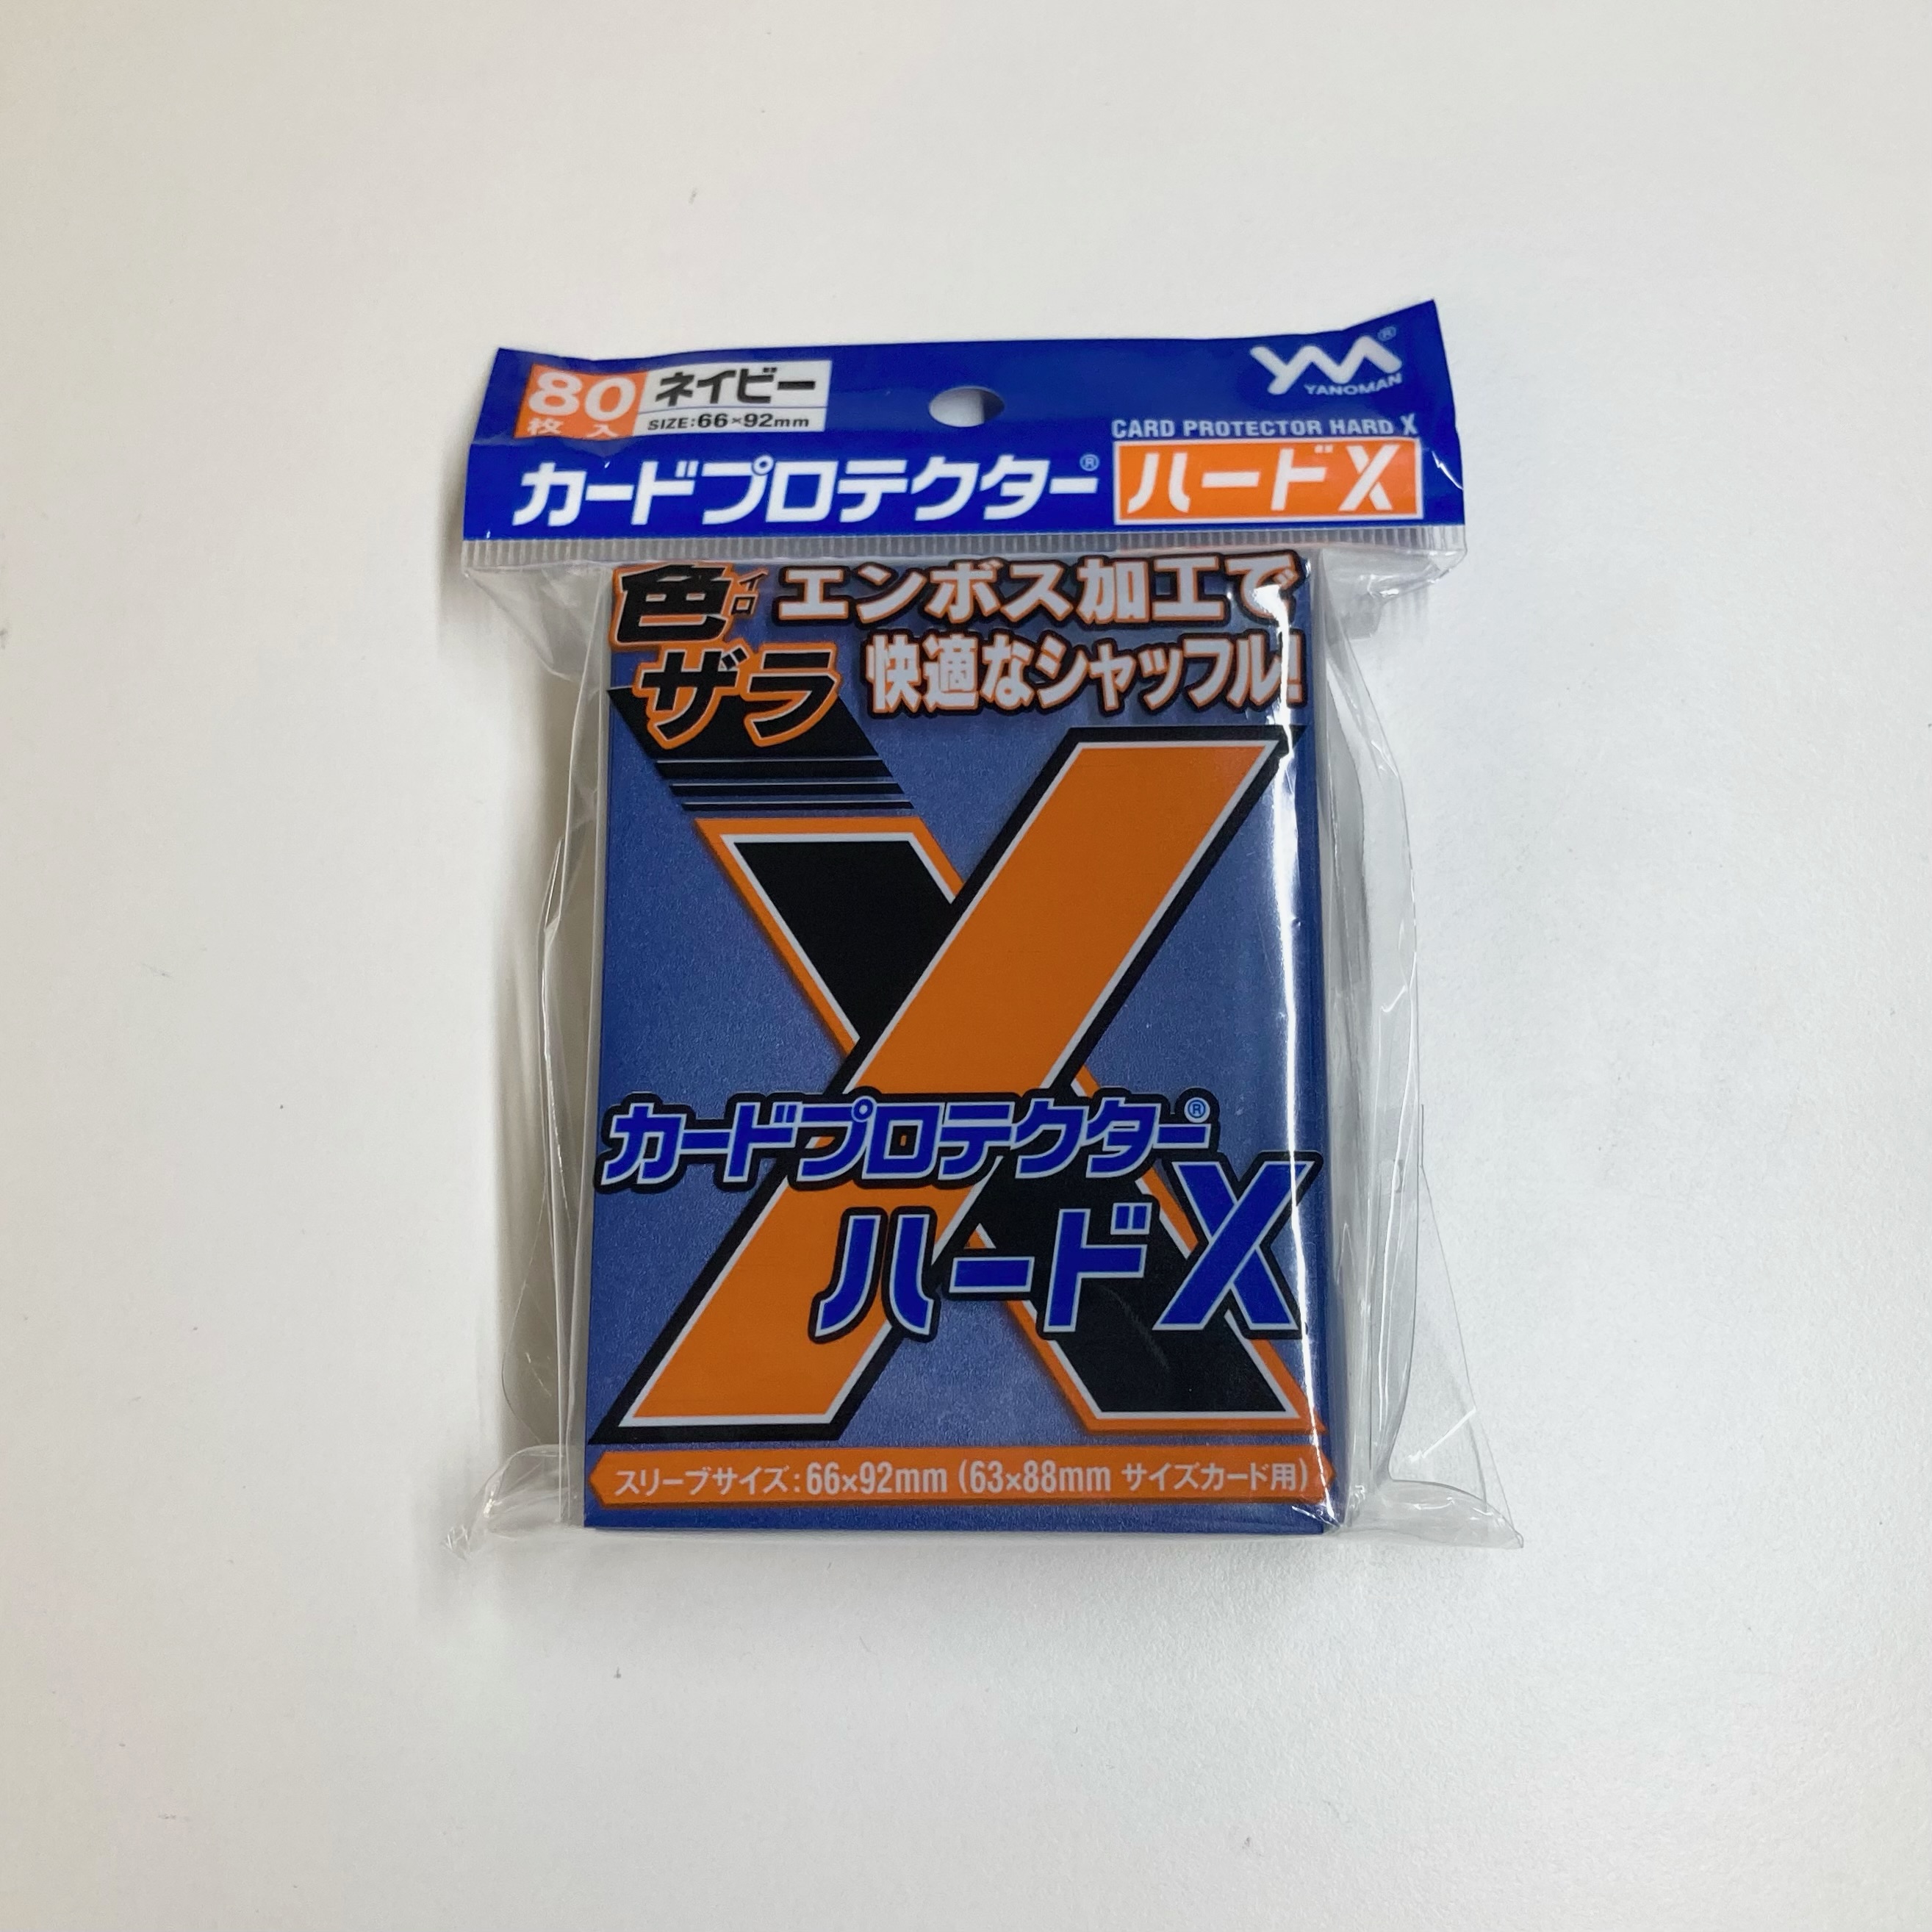 80
枚入
ネイビー
SIZE:66×92mm
YM®
YANOMAN
CARD PROTECTOR HARD X
カードプロテクター® ハードX
色イロ
ザラ
エンボス加工で
快適なシャッフル!
X
カードプロテクター®
ハードX
スリーブサイズ:66×92mm (63×88mm サイズカード用)